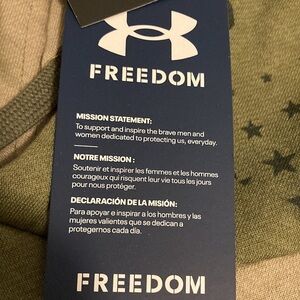 FREEDOM
MISSION STATEMENT:
To support and inspire the brave men and
women dedicated to protecting us, everyday.
NOTRE MISSION :
Soutenir et inspirer les femmes et les hommes
courageux qui risquent leur vie tous les jours
pour nous protéger.
DECLARACIÓN DE LA MISIÓN:
Para apoyar e inspirar a los hombres y las
mujeres valientes que se dedican a
protegernos cada día.
FREEDOM